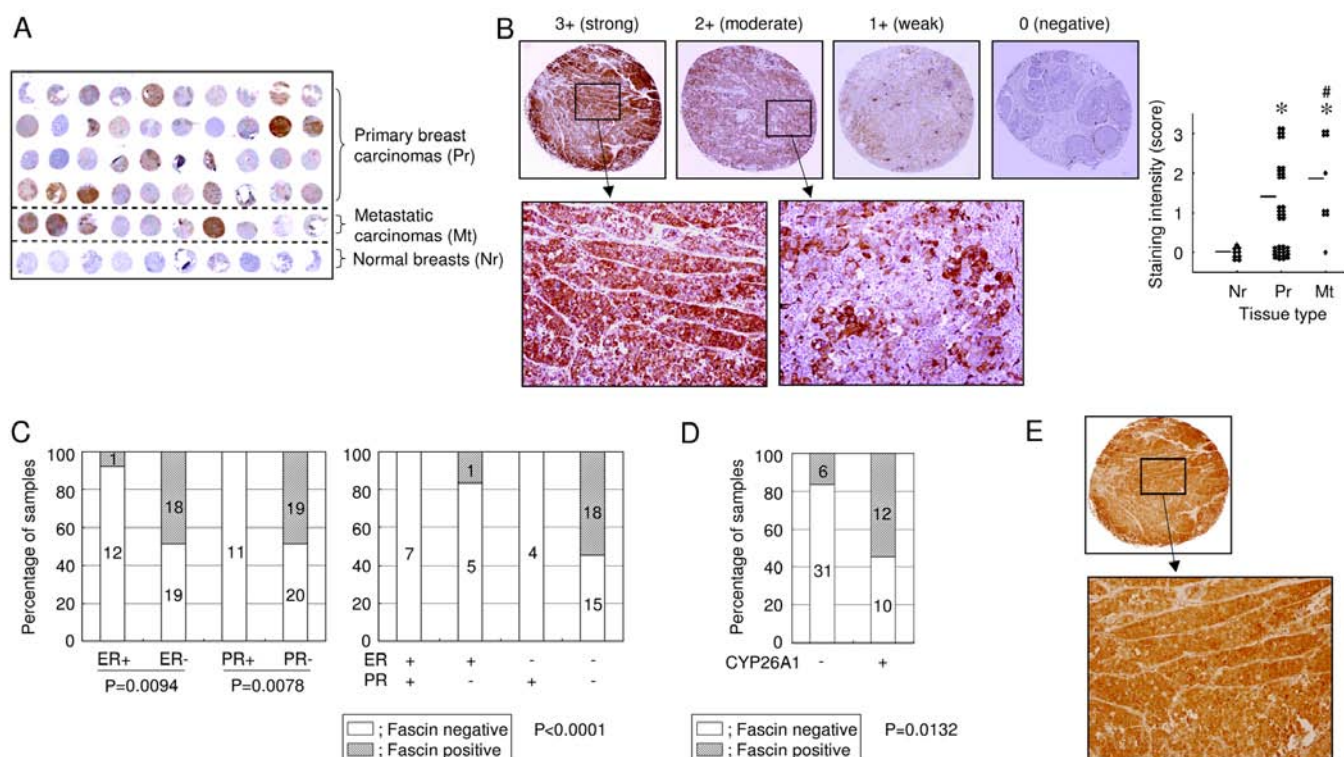 A
Primary breast
carcinomas (Pr)
Metastatic
carcinomas (Mt)
Normal breasts (Nr)
B
3+ (strong)
2+ (moderate)
1+ (weak)
0 (negative)
Staining intensity (score)
3
2
1
0
* # *
Nr Pr Mt
Tissue type
C
Percentage of samples
100
80
60
40
20
0
1
12
18
19
11
19
20
ER+ ER- PR+ PR-
P=0.0094 P=0.0078
100
80
60
40
20
0
7
1
5
4
18
15
ER + + - -
PR + - + -
; Fascin negative
; Fascin positive
P<0.0001
D
Percentage of samples
100
80
60
40
20
0
6
31
12
10
CYP26A1 - +
; Fascin negative
; Fascin positive
P=0.0132
E